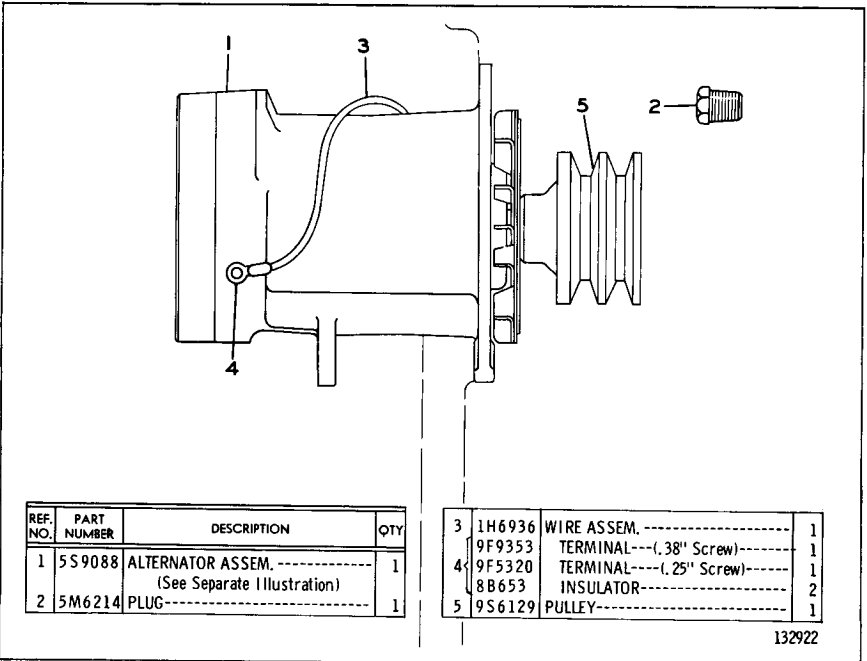 1
3
5
2
4
REF. NO. PART NUMBER DESCRIPTION QTY
1 5S9088 ALTERNATOR ASSEM. ------------- 1
(See Separate Illustration)
2 5M6214 PLUG---------------------------- 1
3 1H6936 WIRE ASSEM. -------------------- 1
9F9353 TERMINAL---(.38" Screw)------- 1
4 9F5320 TERMINAL----(.25" Screw)------- 1
8B653 INSULATOR--------------------- 2
5 9S6129 PULLEY--------------------------- 1
132922